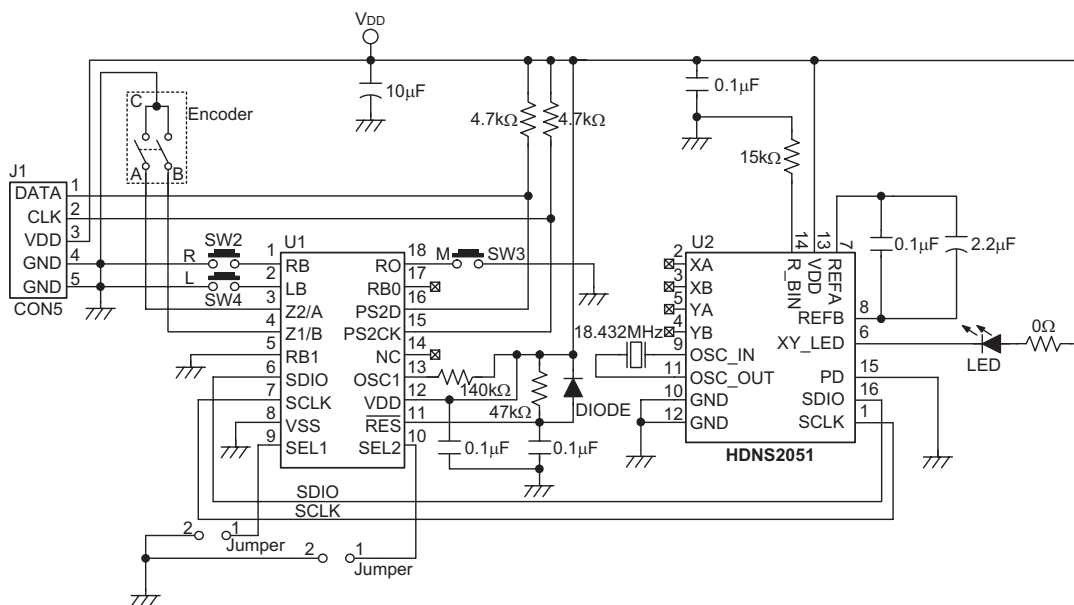 VDD
10μF
0.1μF
C
Encoder
A
B
4.7kΩ
4.7kΩ
15kΩ
J1
DATA 1
CLK 2
VDD 3
GND 4
GND 5
CON5
R
SW2
L
SW4
U1
1 RB
2 LB
3 Z2/A
4 Z1/B
5 RB1
6 SDIO
7 SCLK
8 VSS
9 SEL1
RO 18
RB0 17
PS2D 16
PS2CK 15
NC 14
OSC1 13
VDD 12
RES 11
SEL2 10
M
SW3
140kΩ
47kΩ
DIODE
0.1μF
0.1μF
18.432MHz
U2
2 XA
3 XB
5 YA
4 YB
9 OSC_IN
11 OSC_OUT
10 GND
12 GND
14 R_BIN
13 VDD
7 REFA
REFB 8
XY_LED 6
PD 15
SDIO 16
SCLK 1
HDNS2051
0.1μF
2.2μF
LED
0Ω
SDIO
SCLK
2 1
Jumper
2 1
Jumper